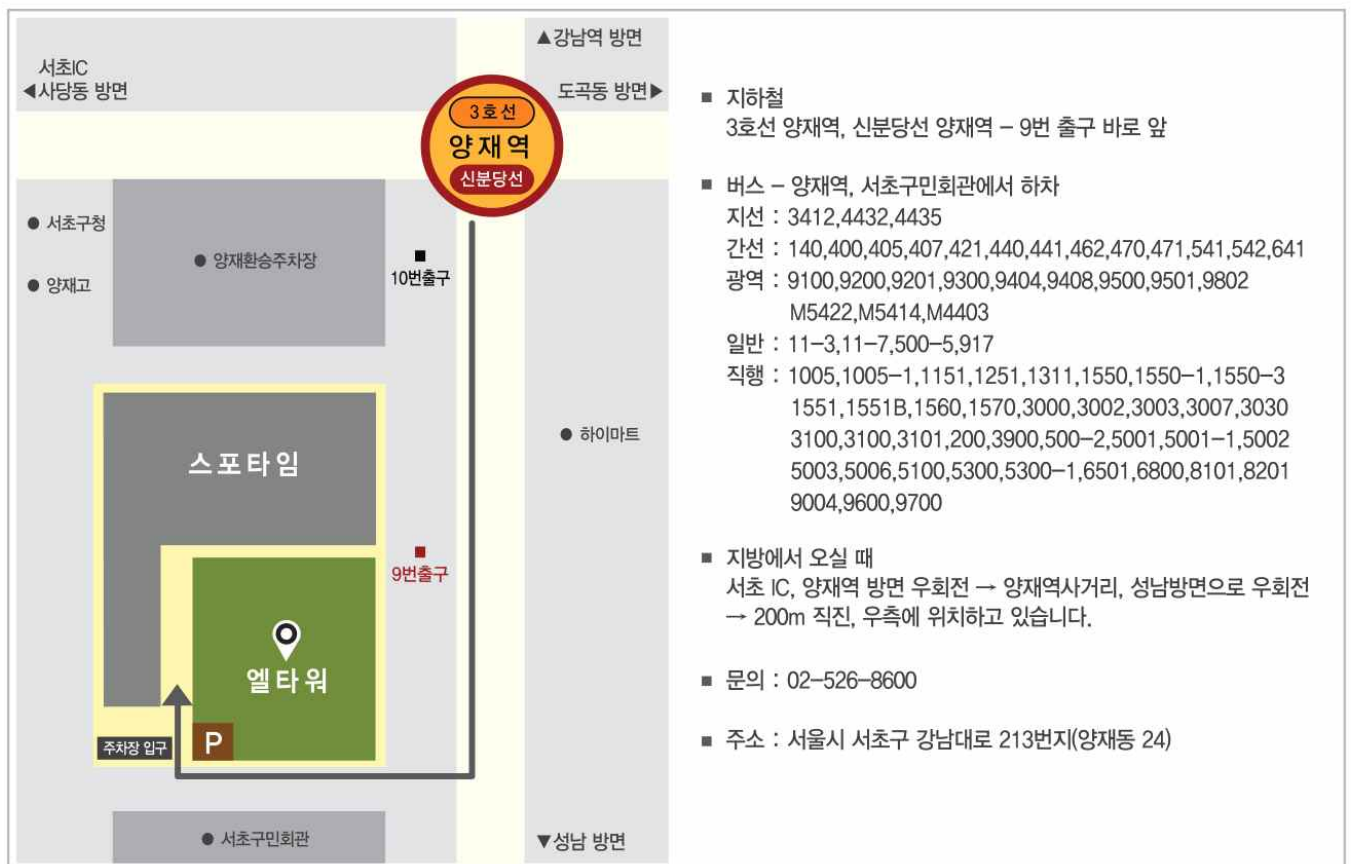 ▲강남역 방면
서초IC
◀사당동 방면
도곡동 방면▶
3호선
양재역
신분당선
● 서초구청
● 양재환승주차장
■
10번출구
● 양재고
스포타임
● 하이마트
■
9번출구
엘타워
주차장 입구
P
● 서초구민회관
▼성남 방면
■ 지하철
3호선 양재역, 신분당선 양재역 – 9번 출구 바로 앞
■ 버스 – 양재역, 서초구민회관에서 하차
지선 : 3412,4432,4435
간선 : 140,400,405,407,421,440,441,462,470,471,541,542,641
광역 : 9100,9200,9201,9300,9404,9408,9500,9501,9802
M5422,M5414,M4403
일반 : 11–3,11–7,500–5,917
직행 : 1005,1005–1,1151,1251,1311,1550,1550–1,1550–3
1551,1551B,1560,1570,3000,3002,3003,3007,3030
3100,3100,3101,200,3900,500–2,5001,5001–1,5002
5003,5006,5100,5300,5300–1,6501,6800,8101,8201
9004,9600,9700
■ 지방에서 오실 때
서초 IC, 양재역 방면 우회전 → 양재역사거리, 성남방면으로 우회전
→ 200m 직진, 우측에 위치하고 있습니다.
■ 문의 : 02–526–8600
■ 주소 : 서울시 서초구 강남대로 213번지(양재동 24)